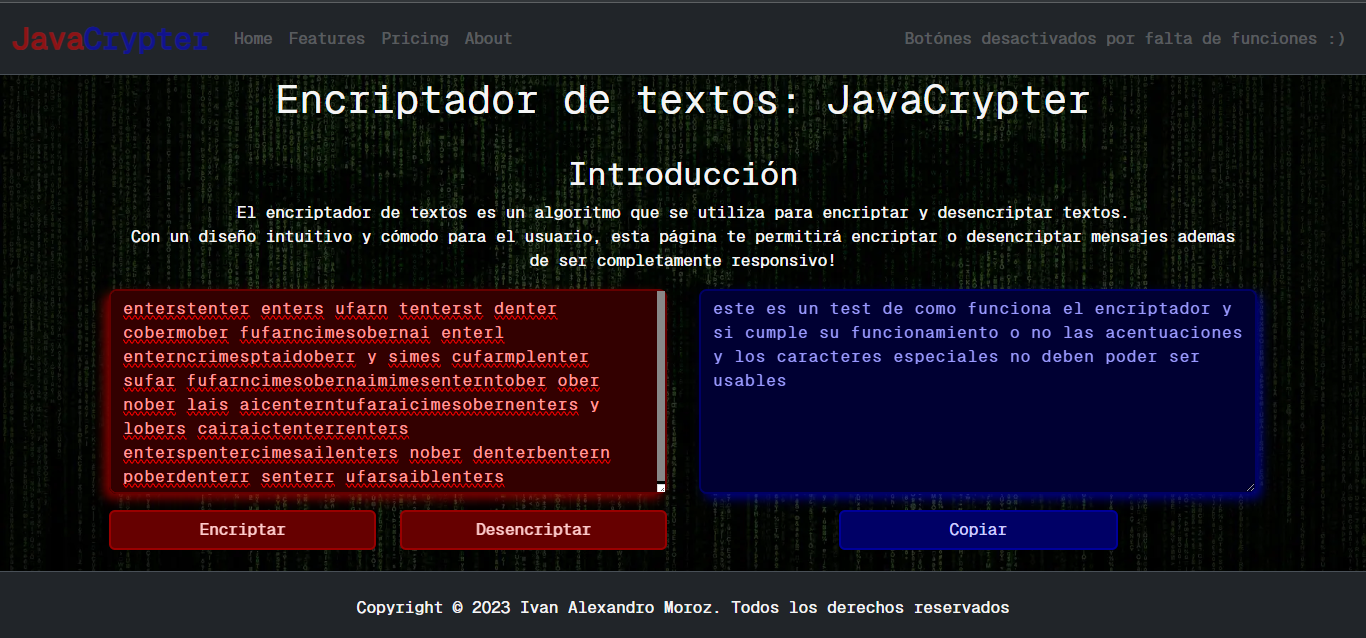 JavaCrypter Home Features Pricing About Botónes desactivados por falta de funciones :)
Encriptador de textos: JavaCrypter
Introducción
El encriptador de textos es un algoritmo que se utiliza para encriptar y desencriptar textos.
Con un diseño intuitivo y cómodo para el usuario, esta página te permitirá encriptar o desencriptar mensajes ademas
de ser completamente responsivo!
enterstenter enters ufarn tenterst denter
cobermober fufarncimesobernai enterl
enterncrimesptaidoberr y simes cufarmplenter
sufar fufarncimesobernaimimesenterntober ober
nober lais aicenterntufaraicimesobernenters y
lobers cairaictenterrenters
enterspentercimesailenters nober denterbentern
poberdenterr senterr ufarsaiblenters
este es un test de como funciona el encriptador y
si cumple su funcionamiento o no las acentuaciones
y los caracteres especiales no deben poder ser
usables
Encriptar Desencriptar Copiar
Copyright © 2023 Ivan Alexandro Moroz. Todos los derechos reservados